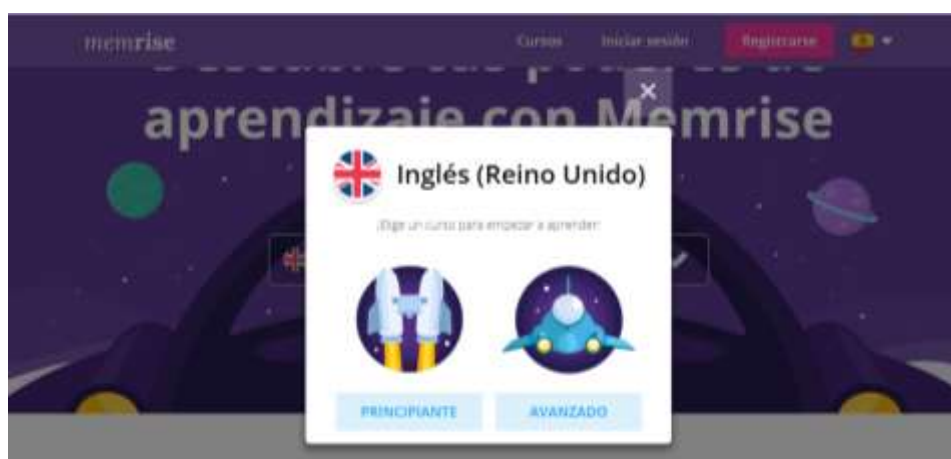 memrise
Cursos Iniciar sesión Registrarse
aprendizaje con Memrise
×
Inglés (Reino Unido)
¡Elige un curso para empezar a aprender!
PRINCIPIANTE AVANZADO